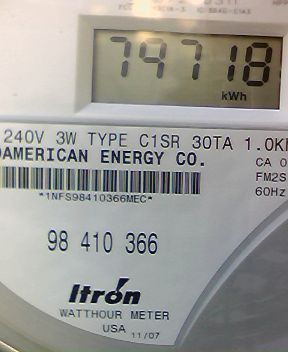 79718
kWh
240V 3W TYPE C1SR 30TA 1.0K
AMERICAN ENERGY CO.
CA 0
FM2S
60Hz
*1NFS98410366MEC*
98 410 366
Itrón
WATTHOUR METER
USA 11/07